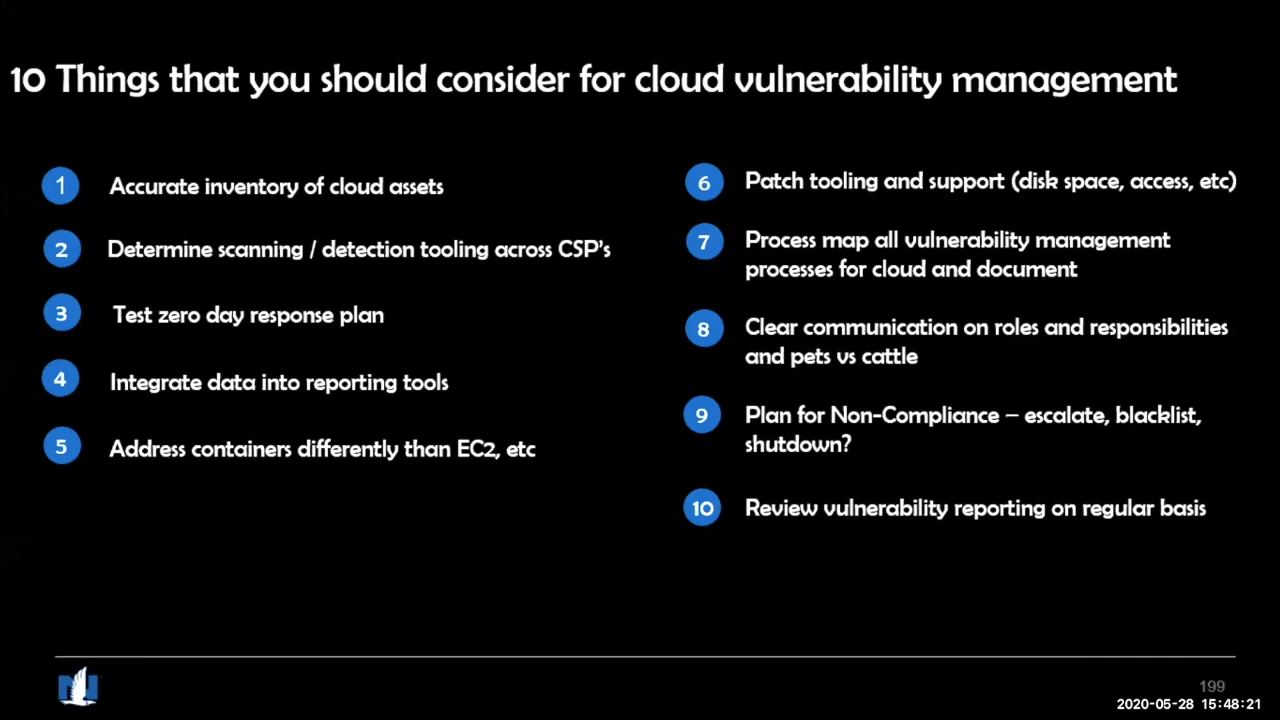 10 Things that you should consider for cloud vulnerability management
1 Accurate inventory of cloud assets
2 Determine scanning / detection tooling across CSP's
3 Test zero day response plan
4 Integrate data into reporting tools
5 Address containers differently than EC2, etc
6 Patch tooling and support (disk space, access, etc)
7 Process map all vulnerability management
processes for cloud and document
8 Clear communication on roles and responsibilities
and pets vs cattle
9 Plan for Non-Compliance – escalate, blacklist,
shutdown?
10 Review vulnerability reporting on regular basis
N
199
2020-05-28 15:48:21